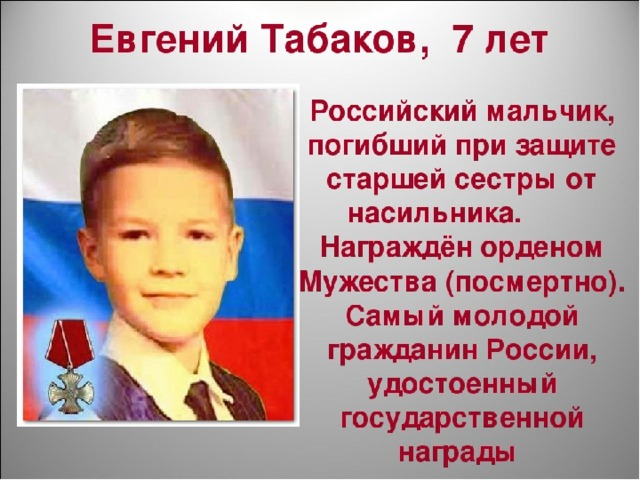 Евгений Табаков, 7 лет
Российский мальчик,
погибший при защите
старшей сестры от
насильника.
Награждён орденом
Мужества (посмертно).
Самый молодой
гражданин России,
удостоенный
государственной
награды